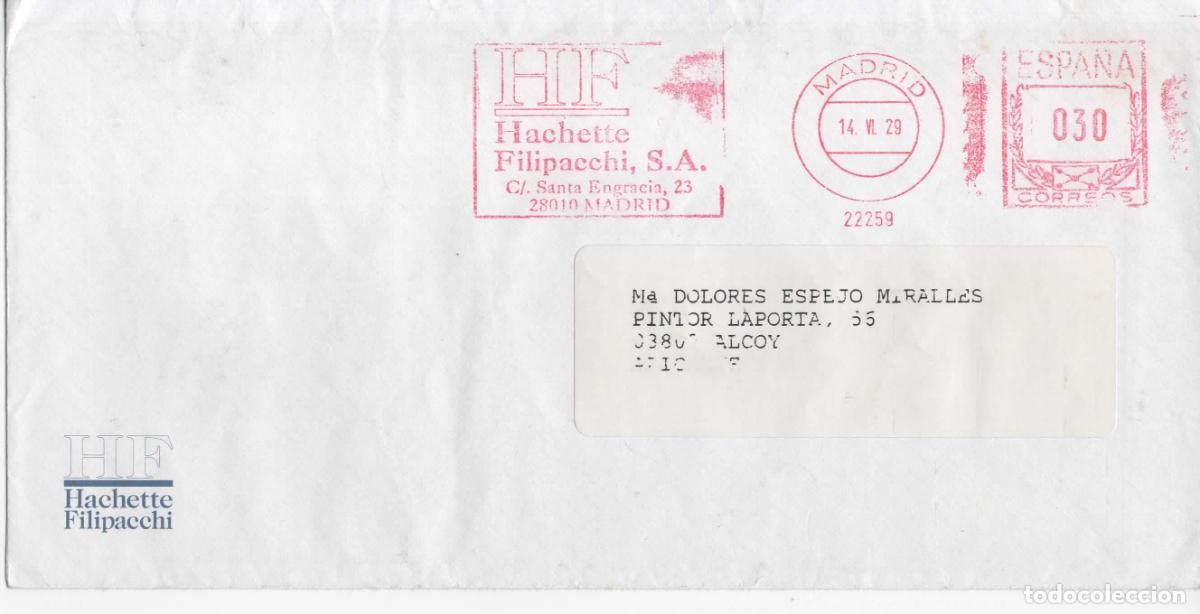 HF
Hachette
Filipacchi, S.A.
C/. Santa Engracia, 23
28010 MADRID
MADRID
14. VI. 29
22259
ESPAÑA
030
CORREOS
Mª DOLORES ESPEJO MIRALLES
PINTOR LAPORTA,
ALCOY
HF
Hachette
Filipacchi
todocoleccion